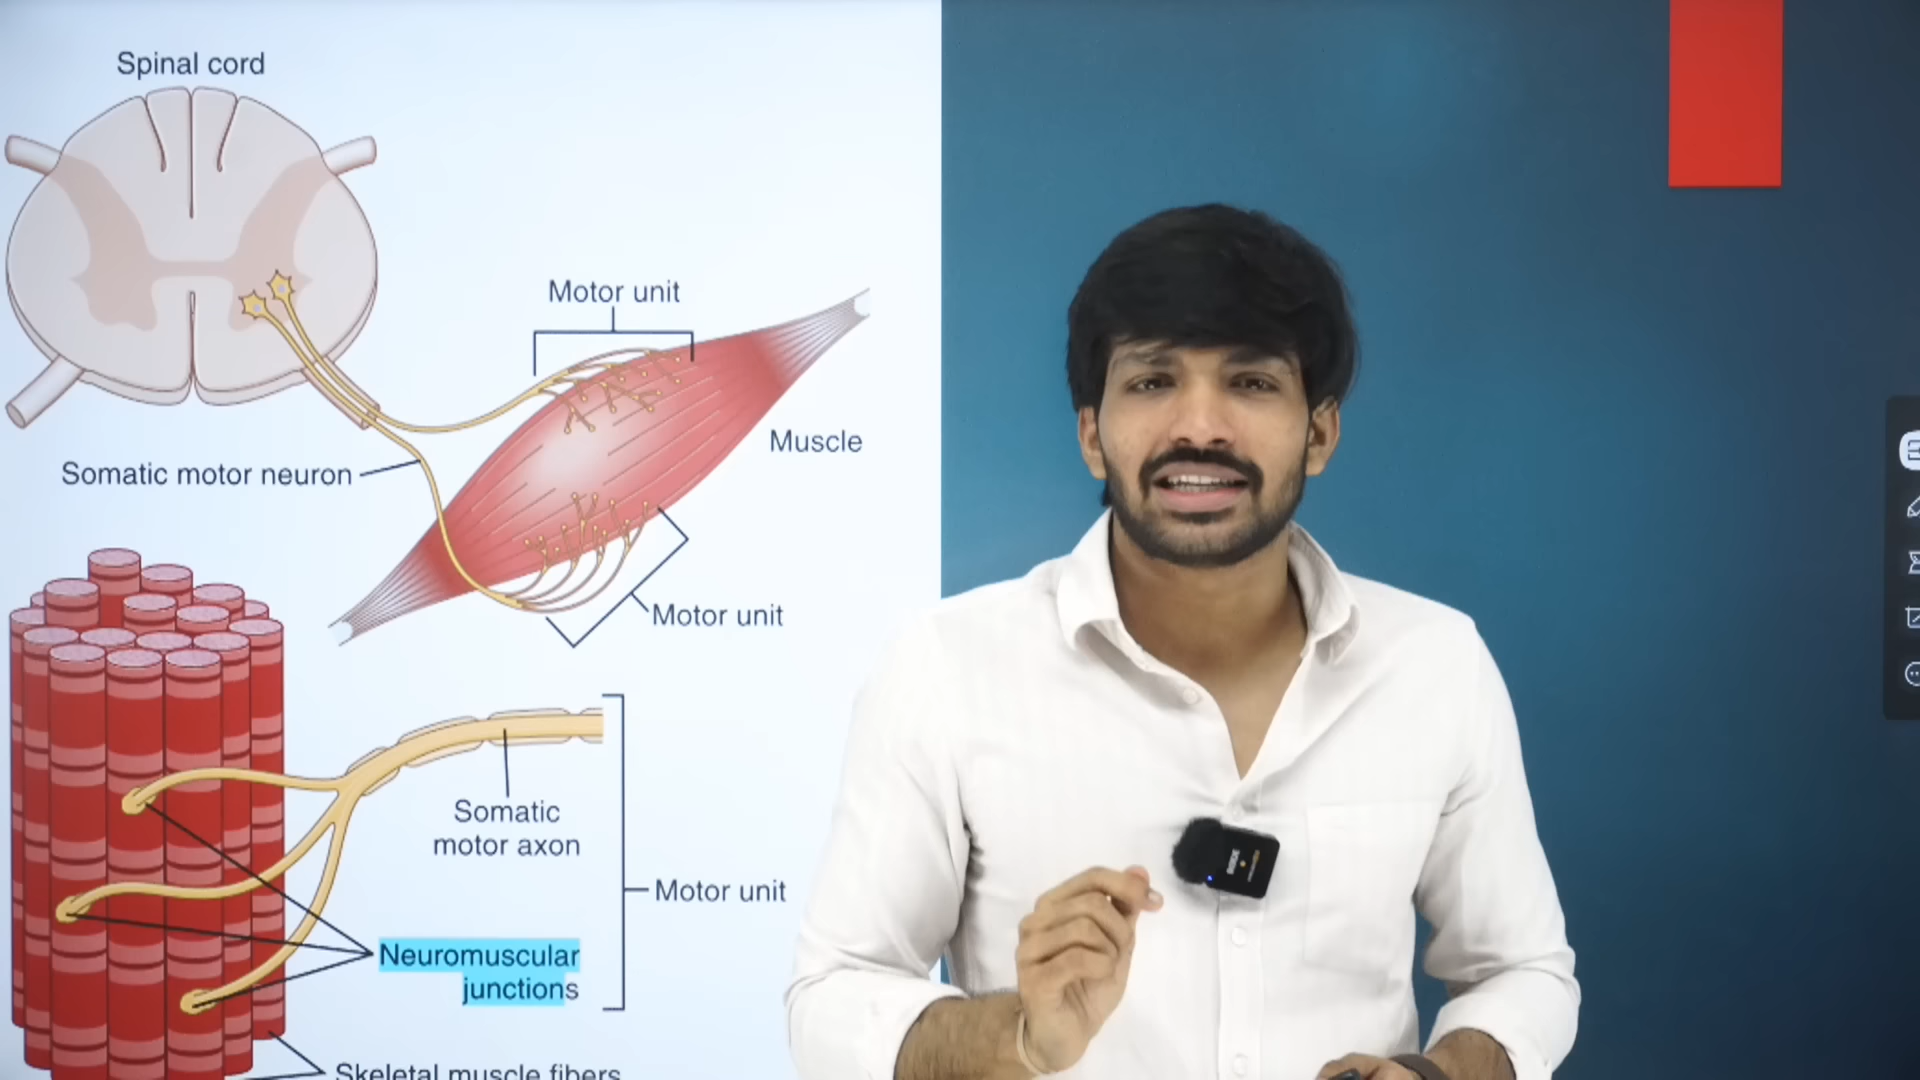 Spinal cord
Motor unit
Muscle
Somatic motor neuron
Motor unit
Somatic
motor axon
Motor unit
Neuromuscular
junctions
Skeletal muscle fibers